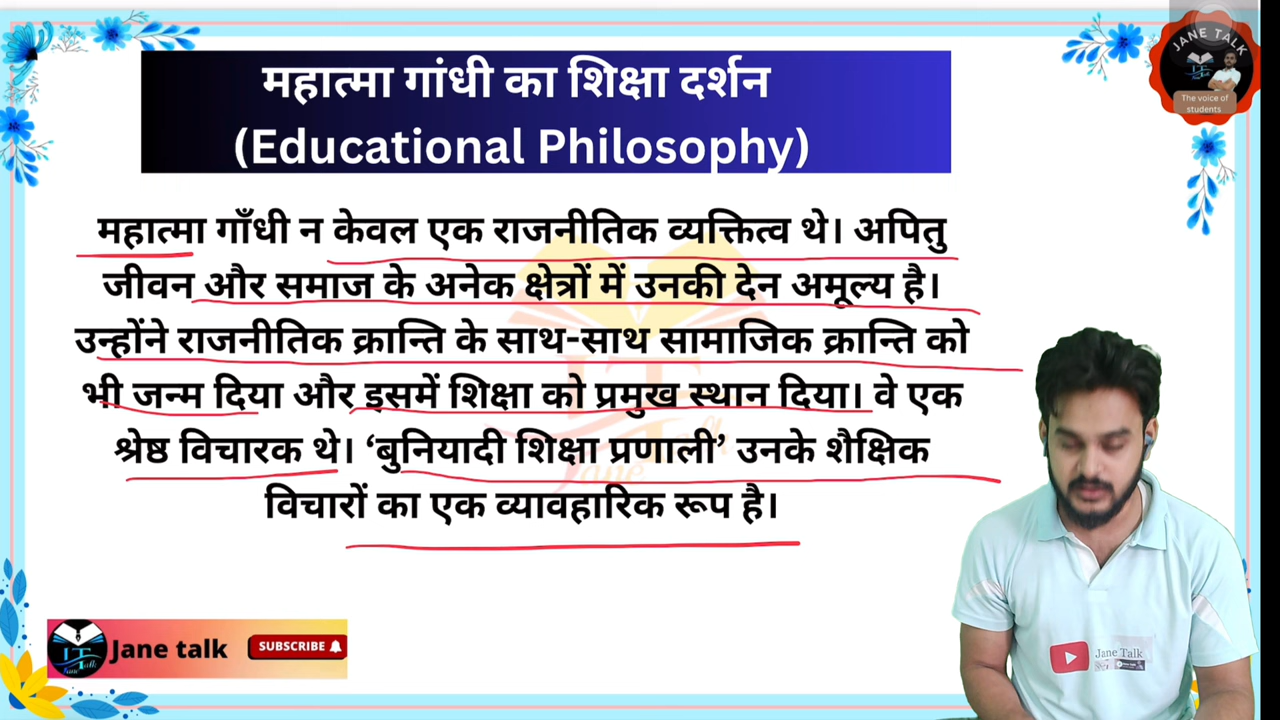 महात्मा गांधी का शिक्षा दर्शन
(Educational Philosophy)
JANE TALK
The voice of
students
महात्मा गाँधी न केवल एक राजनीतिक व्यक्तित्व थे। अपितु
जीवन और समाज के अनेक क्षेत्रों में उनकी देन अमूल्य है।
उन्होंने राजनीतिक क्रान्ति के साथ-साथ सामाजिक क्रान्ति को
भी जन्म दिया और इसमें शिक्षा को प्रमुख स्थान दिया। वे एक
श्रेष्ठ विचारक थे। ‘बुनियादी शिक्षा प्रणाली’ उनके शैक्षिक
विचारों का एक व्यावहारिक रूप है।
Jane talk
SUBSCRIBE
Jane Talk